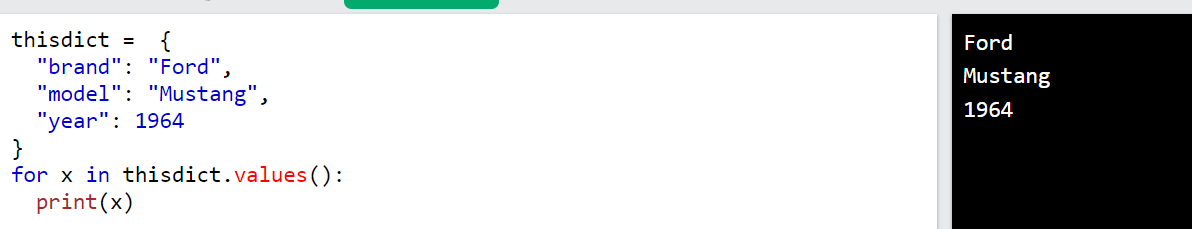 thisdict =  {
  "brand": "Ford",
  "model": "Mustang",
  "year": 1964
}
for x in thisdict.values():
  print(x)
Ford
Mustang
1964